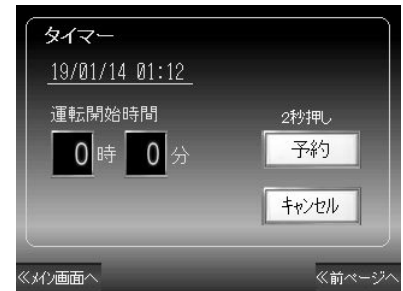 タイマー
19/01/14 01:12
運転開始時間
0時 0分
2秒押し
予約
キャンセル
≪メイン画面へ
≪前ページへ